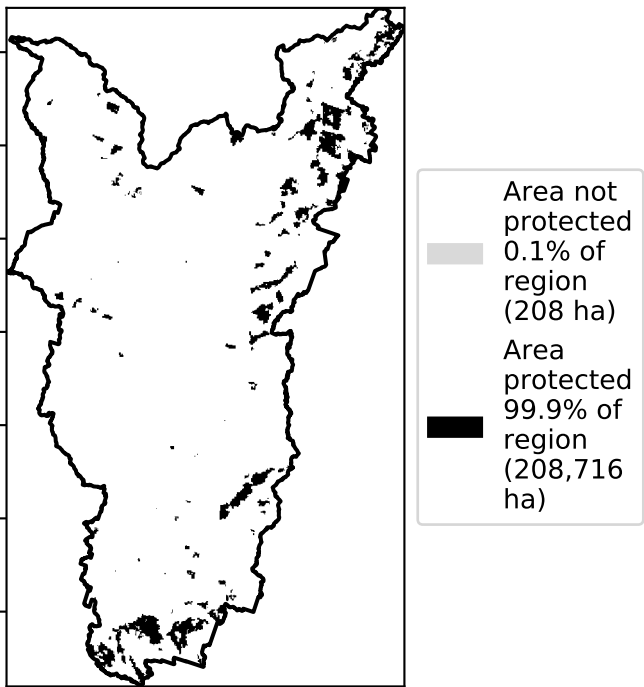 Area not
protected
0.1% of
region
(208 ha)
Area
protected
99.9% of
region
(208,716
ha)